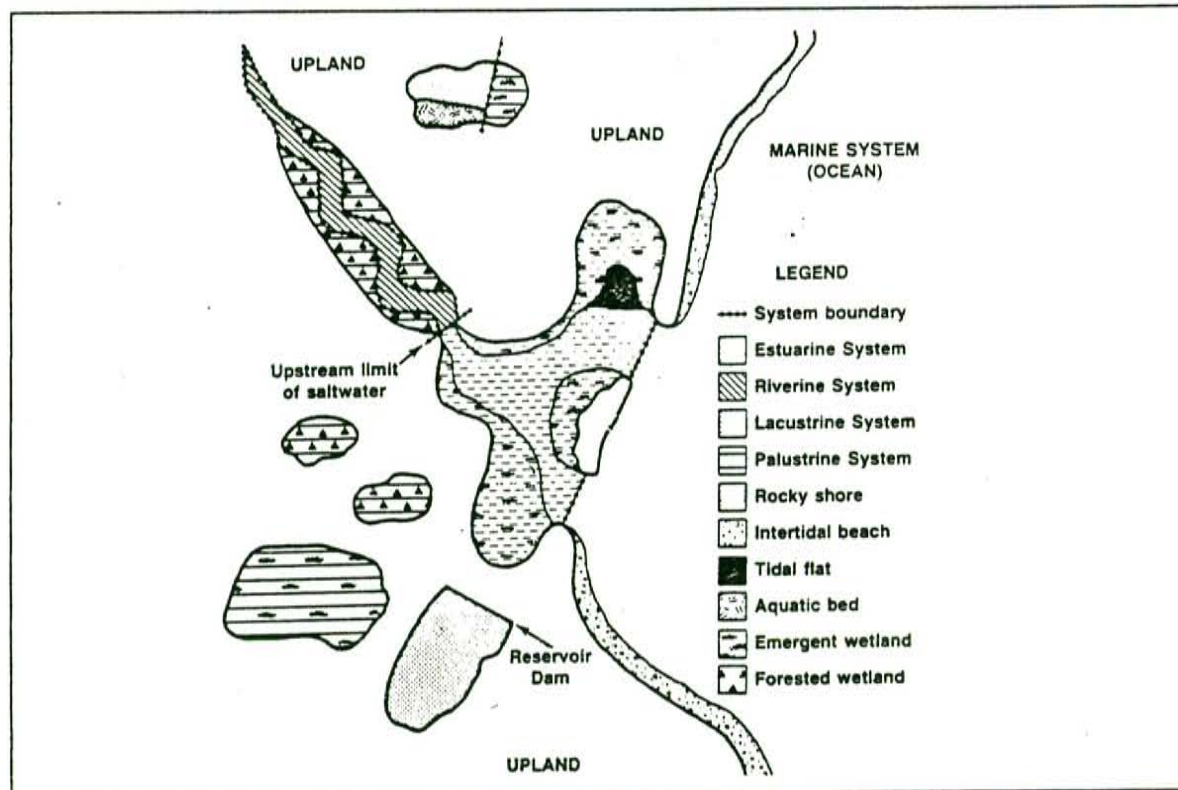 UPLAND
UPLAND
MARINE SYSTEM
(OCEAN)
LEGEND
System boundary
Estuarine System
Riverine System
Upstream limit
of saltwater
Lacustrine System
Palustrine System
Rocky shore
Intertidal beach
Tidal flat
Aquatic bed
Emergent wetland
Forested wetland
Reservoir
Dam
UPLAND